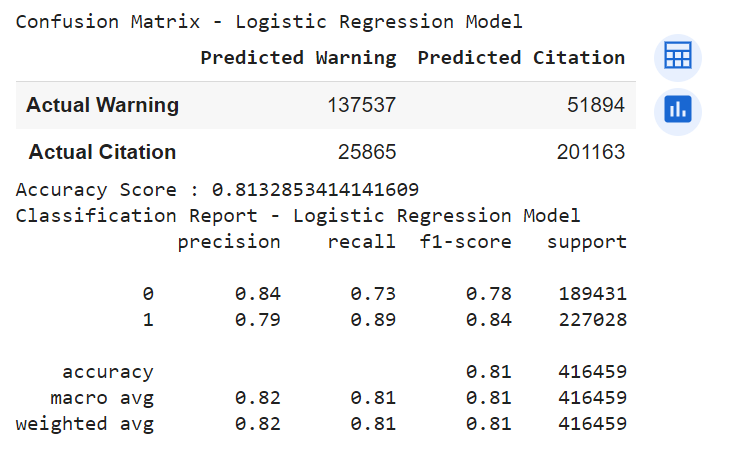 Confusion Matrix - Logistic Regression Model
Predicted Warning Predicted Citation
Actual Warning 137537 51894
Actual Citation 25865 201163
Accuracy Score : 0.8132853414141609
Classification Report - Logistic Regression Model
precision recall f1-score support
0 0.84 0.73 0.78 189431
1 0.79 0.89 0.84 227028
accuracy 0.81 416459
macro avg 0.82 0.81 0.81 416459
weighted avg 0.82 0.81 0.81 416459